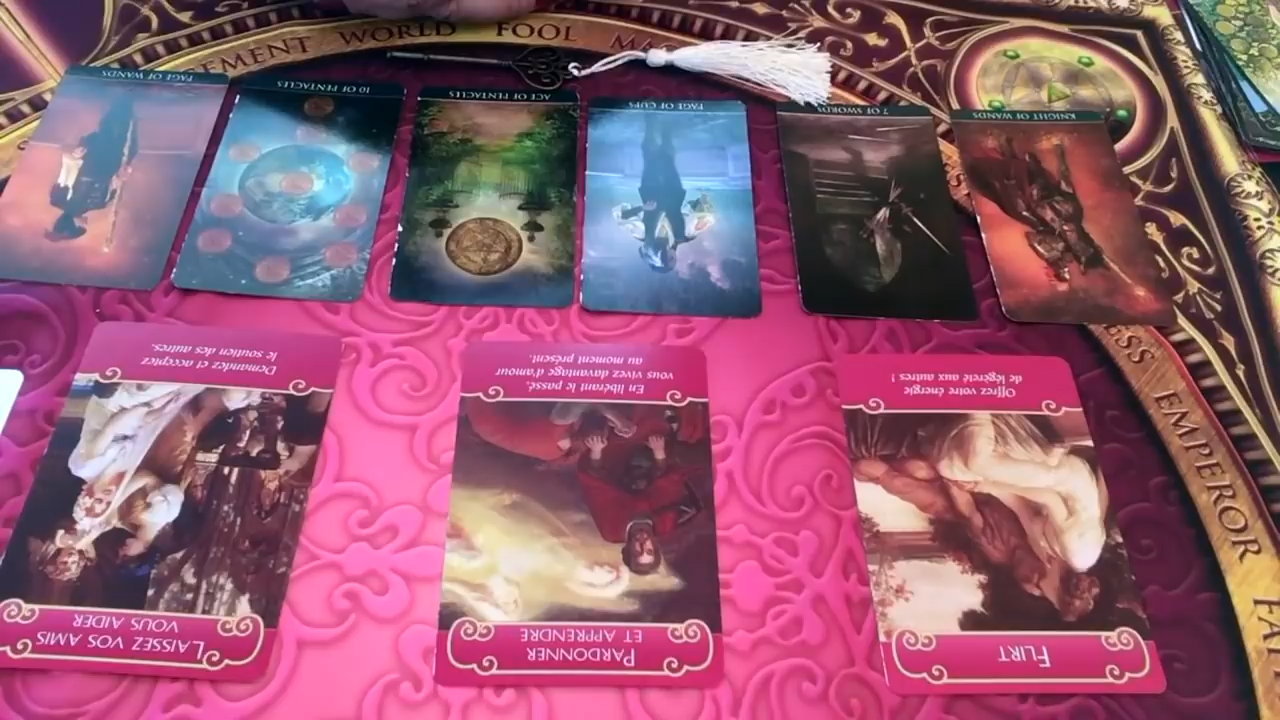 EMENT WORLD FOOL MA
PAGE OF WANDS
10 OF PENTACLES
ACE OF PENTACLES
PAGE OF CUPS
7 OF SWORDS
KNIGHT OF WANDS
ESS EMPEROR
Demandez et acceptez
le soutien des autres.
LAISSEZ VOS AMIS
VOUS AIDER
En libérant le passé,
vous vivez davantage d'amour
au moment présent.
PARDONNER
ET APPRENDRE
Offrez votre énergie
de légèreté aux autres !
FLIRT